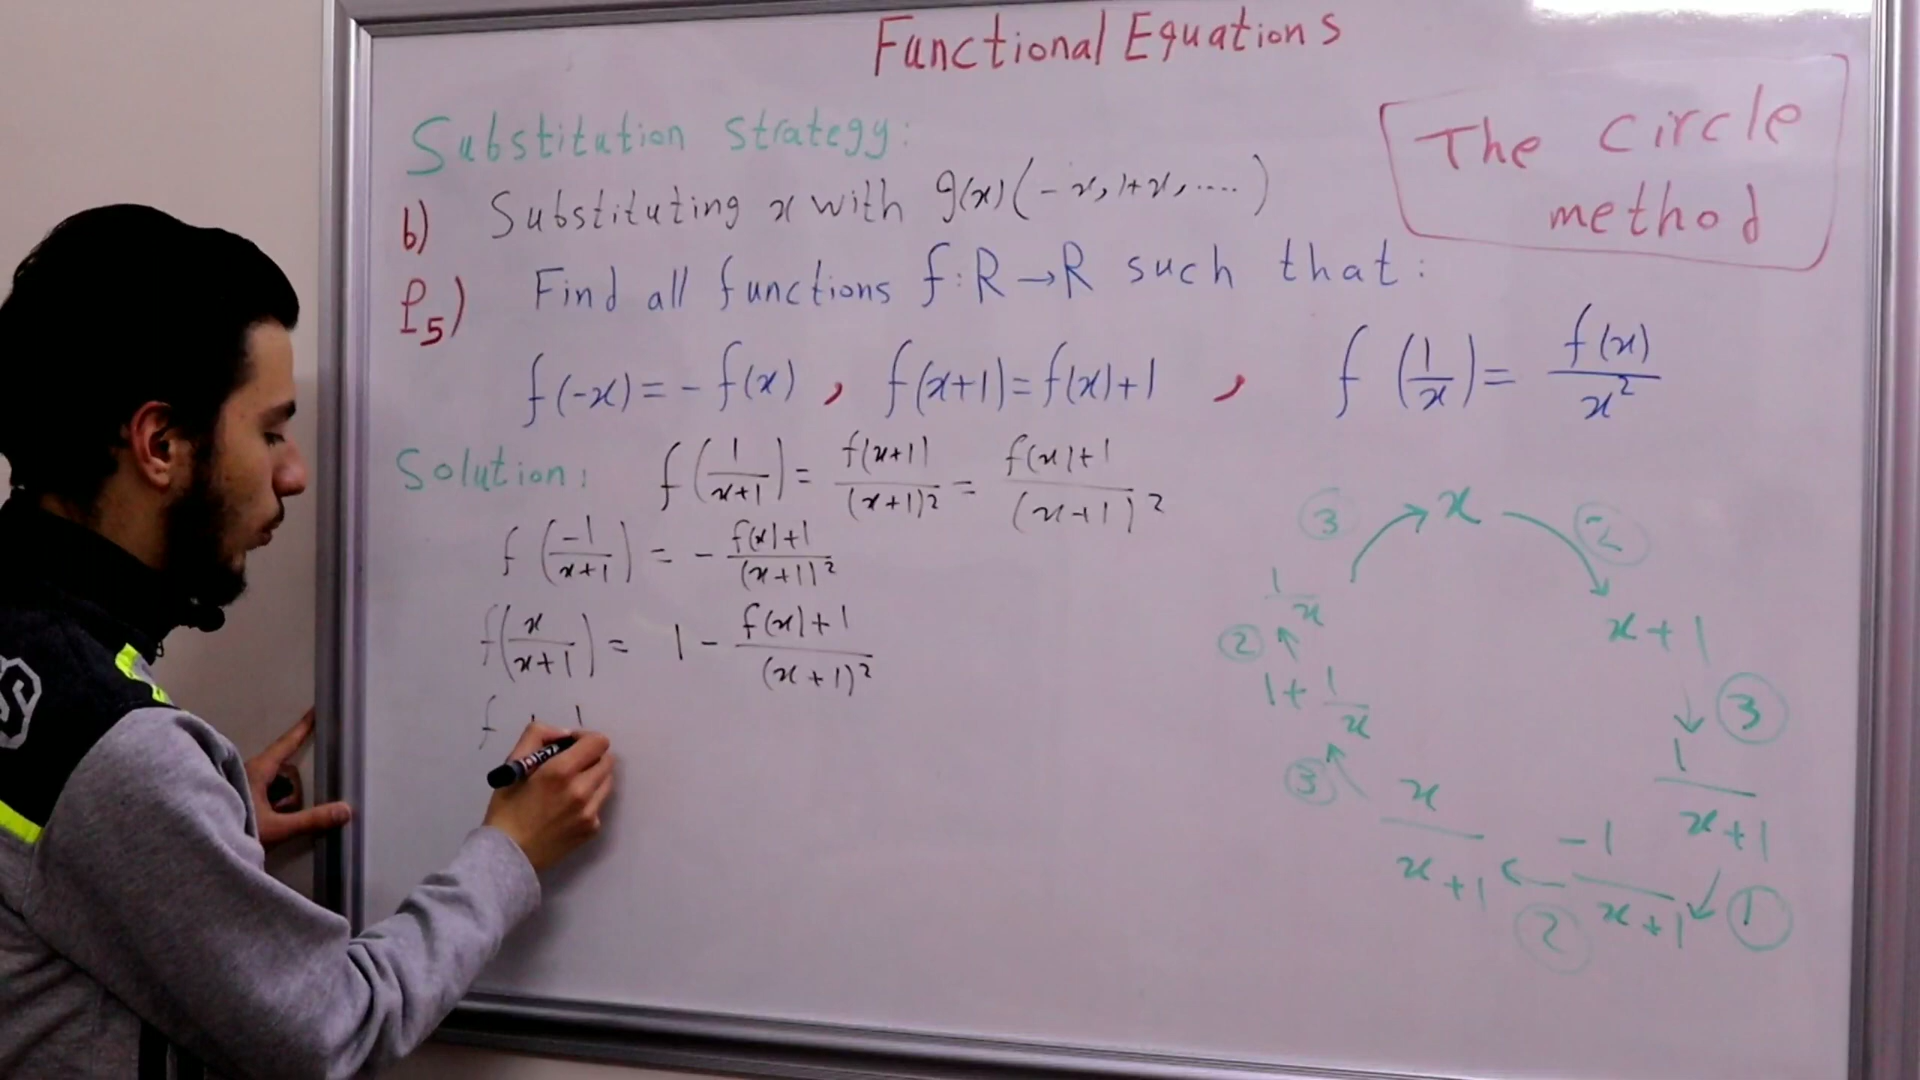 Functional Equations
The circle
method
Substitution Strategy:
b) Substituting x with g(x) (-x, 1+x, ....)
P5) Find all functions f:R→R such that:
f(-x) = -f(x) , f(x+1) = f(x)+1 , f(1/x) = f(x)/x²
Solution: f(1/(x+1)) = f(x+1)/(x+1)² = (f(x)+1)/(x+1)²
f(-1/(x+1)) = - (f(x)+1)/(x+1)²
f(x/(x+1)) = 1 - (f(x)+1)/(x+1)²
f
③ → x → ②
x+1
↓ ③
1/(x+1)
↓ ①
-1/(x+1)
← ②
x/(x+1)
③
1+1/x
②
1/x